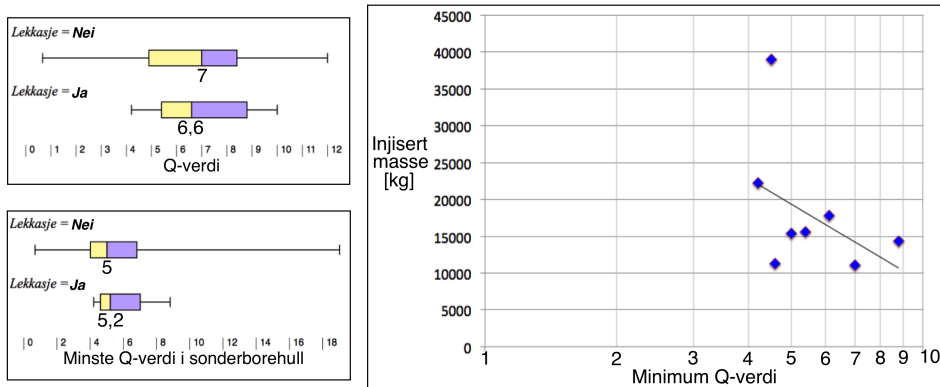 Lekkasje = Nei
7
Lekkasje = Ja
6,6
0 1 2 3 4 5 6 7 8 9 10 11 12
Q-verdi
Lekkasje = Nei
5
Lekkasje = Ja
5,2
0 2 4 6 8 10 12 14 16 18
Minste Q-verdi i sonderborehull
45000
40000
35000
30000
Injisert
masse
[kg]
25000
20000
15000
10000
5000
0
1 2 3 4 5 6 7 8 9 10
Minimum Q-verdi